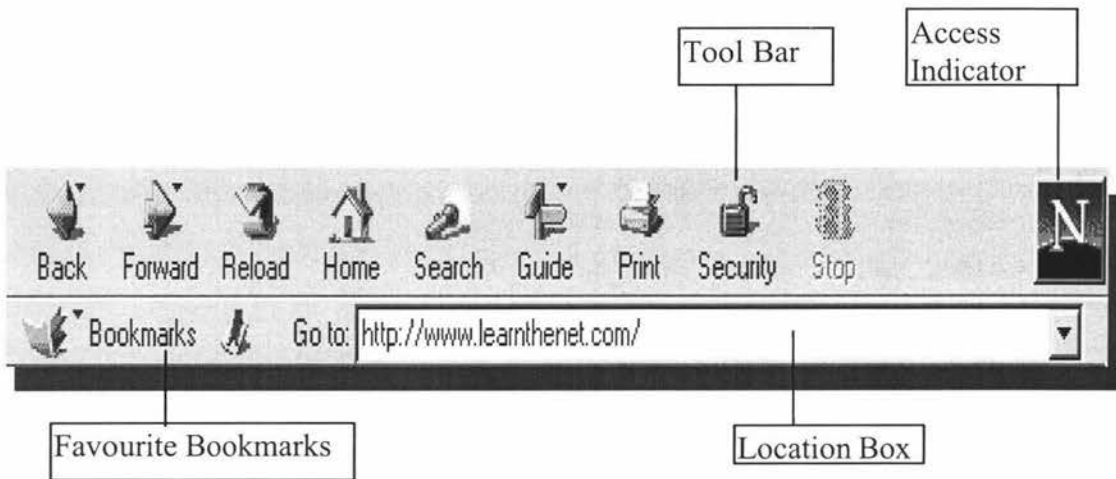 Tool Bar
Access
Indicator
N
Back Forward Reload Home Search Guide Print Security Stop
Bookmarks Go to: http://www.learnthenet.com/
Favourite Bookmarks
Location Box